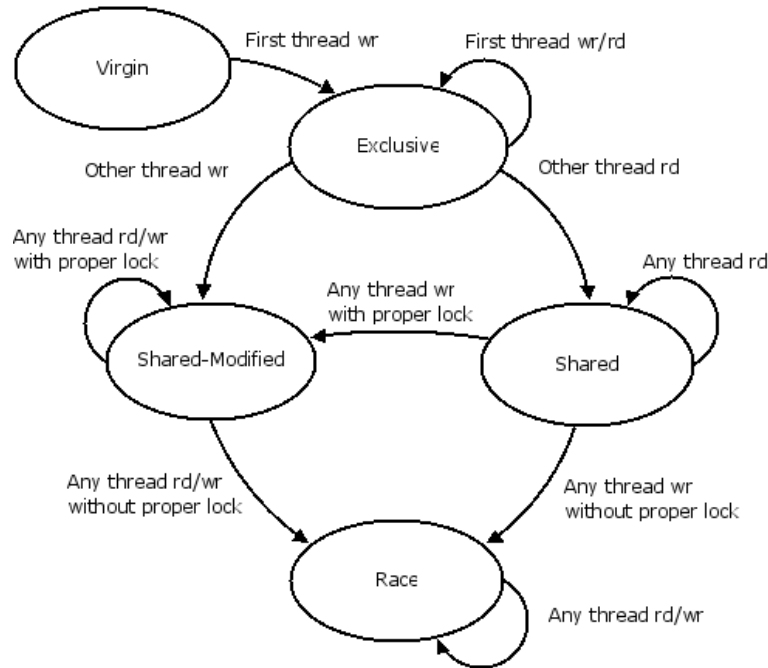 First thread wr
First thread wr/rd
Virgin
Exclusive
Other thread wr
Other thread rd
Any thread rd/wr
with proper lock
Any thread rd
Any thread wr
with proper lock
Shared-Modified
Shared
Any thread rd/wr
without proper lock
Any thread wr
without proper lock
Race
Any thread rd/wr